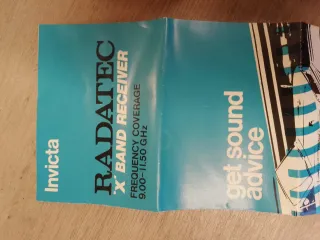 Invicta
RADATEC
'X' BAND RECEIVER
FREQUENCY COVERAGE
9.00-11.50 GHz
get sound
advice